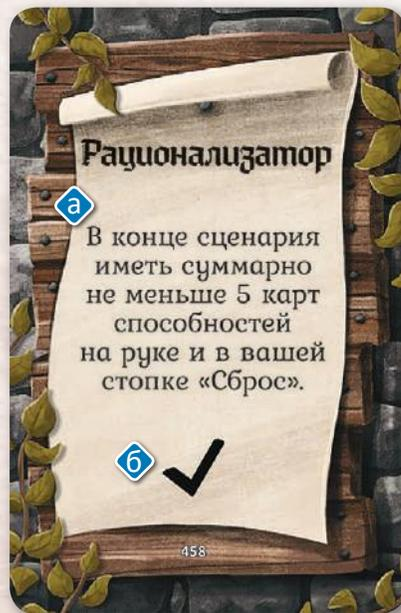 Рационализатор
а
В конце сценария
иметь суммарно
не меньше 5 карт
способностей
на руке и в вашей
стопке «Сброс».
б
458